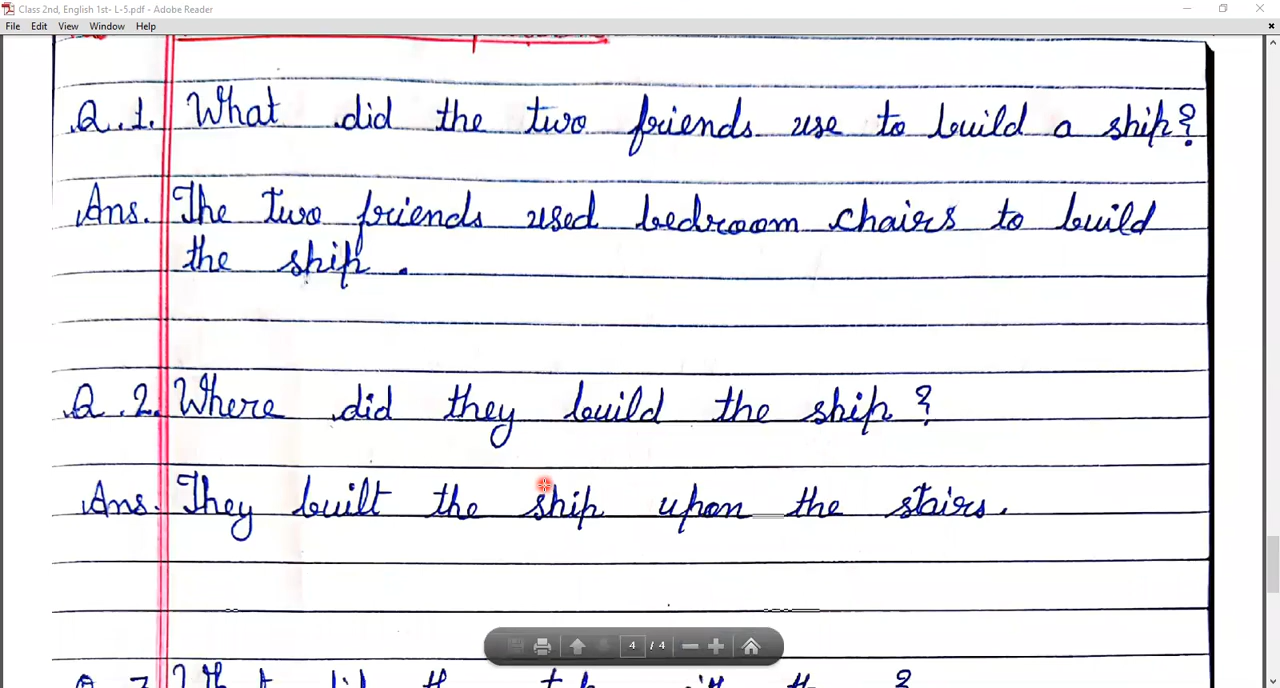 Class 2nd, English 1st- L-5.pdf - Adobe Reader
File Edit View Window Help
Q.1. What did the two friends use to build a ship?
Ans. The two friends used bedroom chairs to build
the ship.
Q.2. Where did they build the ship?
Ans. They built the ship upon the stairs.
4 / 4